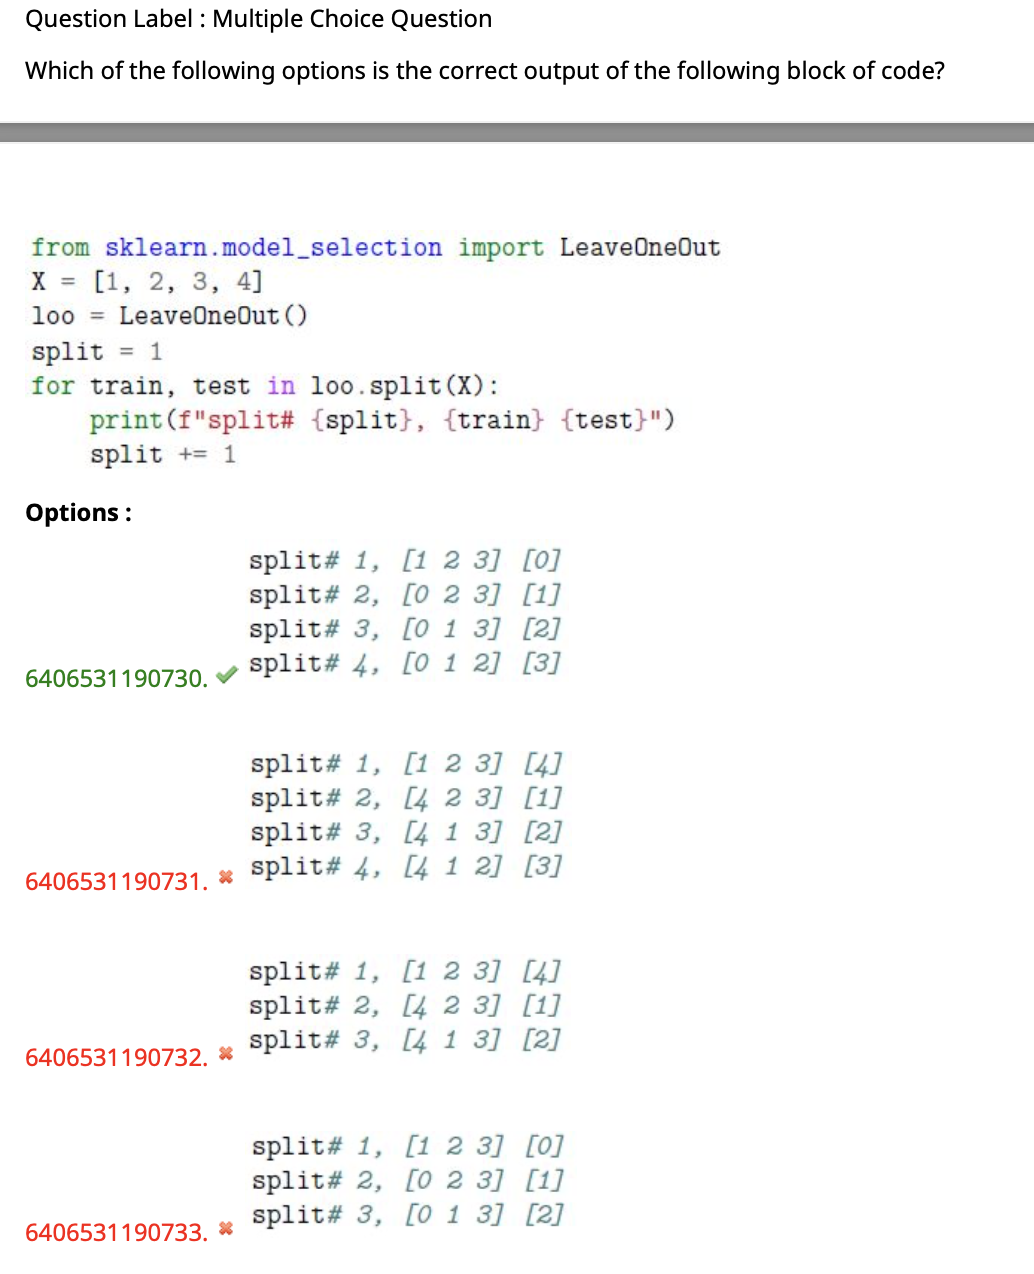 Question Label : Multiple Choice Question
Which of the following options is the correct output of the following block of code?
from sklearn.model_selection import LeaveOneOut
X = [1, 2, 3, 4]
loo = LeaveOneOut()
split = 1
for train, test in loo.split(X):
    print(f"split# {split}, {train} {test}")
    split += 1
Options :
split# 1, [1 2 3] [0]
split# 2, [0 2 3] [1]
split# 3, [0 1 3] [2]
split# 4, [0 1 2] [3]
6406531190730.
split# 1, [1 2 3] [4]
split# 2, [4 2 3] [1]
split# 3, [4 1 3] [2]
split# 4, [4 1 2] [3]
6406531190731.
split# 1, [1 2 3] [4]
split# 2, [4 2 3] [1]
split# 3, [4 1 3] [2]
6406531190732.
split# 1, [1 2 3] [0]
split# 2, [0 2 3] [1]
split# 3, [0 1 3] [2]
6406531190733.